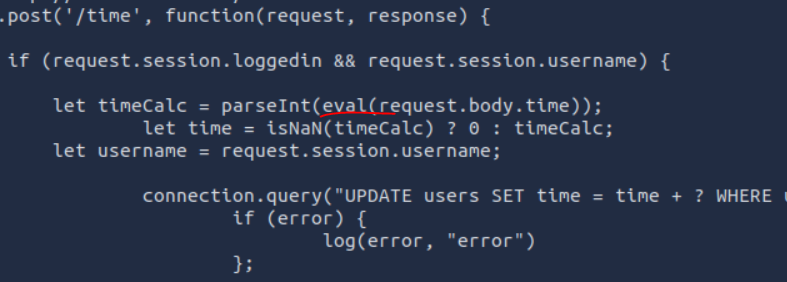 .post('/time', function(request, response) {
if (request.session.loggedin && request.session.username) {
let timeCalc = parseInt(eval(request.body.time));
let time = isNaN(timeCalc) ? 0 : timeCalc;
let username = request.session.username;
connection.query("UPDATE users SET time = time + ? WHERE
if (error) {
log(error, "error")
};